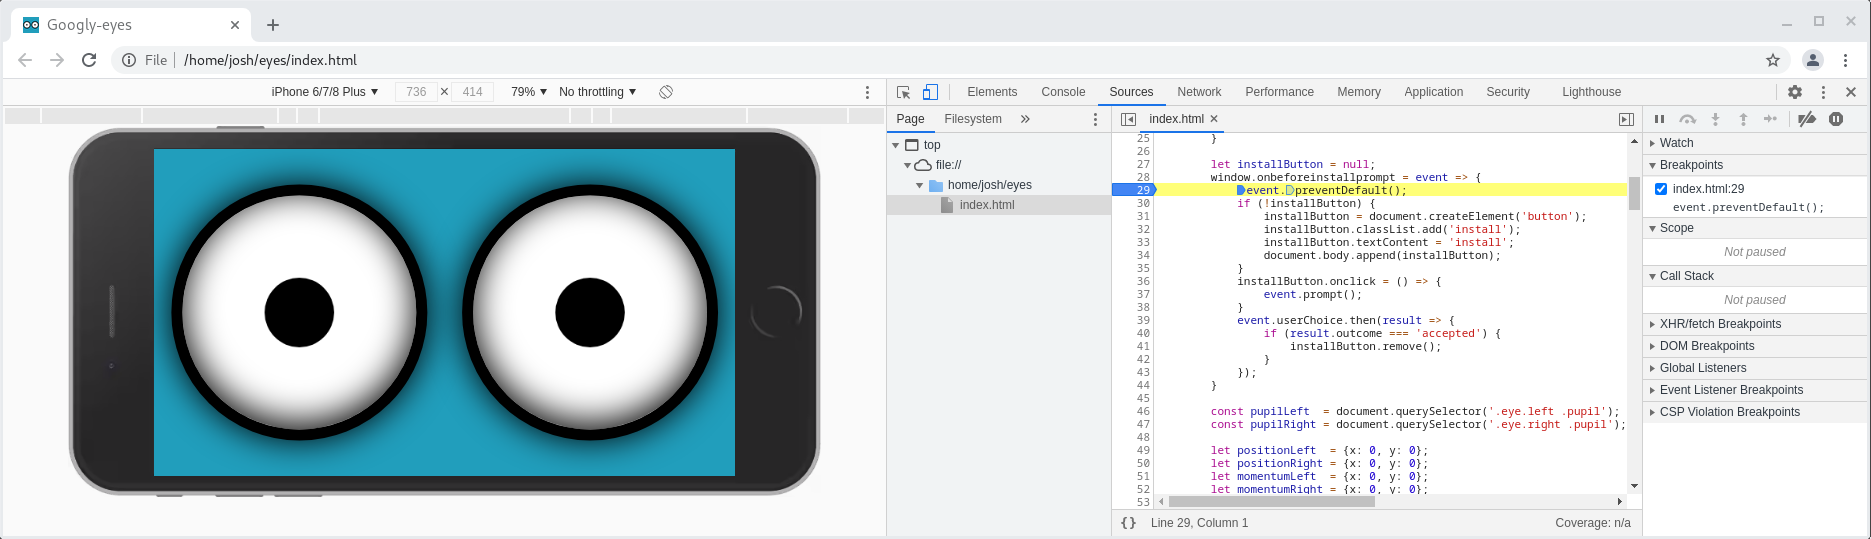 Googly-eyes
File /home/josh/eyes/index.html
iPhone 6/7/8 Plus 736 × 414 79% No throttling
Elements Console Sources Network Performance Memory Application Security Lighthouse
Page Filesystem »
top
file://
home/josh/eyes
index.html
index.html ×
25 }
26
27 let installButton = null;
28 window.onbeforeinstallprompt = event => {
29 event.preventDefault();
30 if (!installButton) {
31 installButton = document.createElement('button');
32 installButton.classList.add('install');
33 installButton.textContent = 'install';
34 document.body.append(installButton);
35 }
36 installButton.onclick = () => {
37 event.prompt();
38 }
39 event.userChoice.then(result => {
40 if (result.outcome === 'accepted') {
41 installButton.remove();
42 }
43 });
44 }
45
46 const pupilLeft = document.querySelector('.eye.left .pupil');
47 const pupilRight = document.querySelector('.eye.right .pupil');
48
49 let positionLeft = {x: 0, y: 0};
50 let positionRight = {x: 0, y: 0};
51 let momentumLeft = {x: 0, y: 0};
52 let momentumRight = {x: 0, y: 0};
53
{} Line 29, Column 1 Coverage: n/a
Watch
Breakpoints
index.html:29
event.preventDefault();
Scope
Not paused
Call Stack
Not paused
XHR/fetch Breakpoints
DOM Breakpoints
Global Listeners
Event Listener Breakpoints
CSP Violation Breakpoints